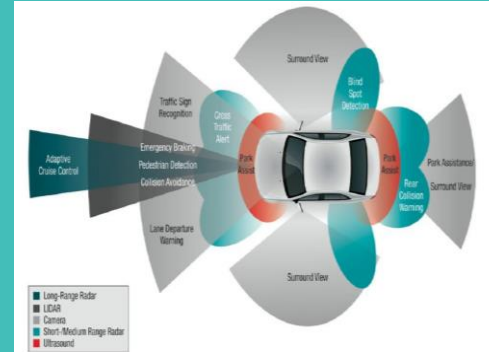 Surround View
Traffic Sign
Recognition
Blind
Spot
Detection
Cross
Traffic
Alert
Emergency Braking
Adaptive
Cruise Control
Pedestrian Detection
Park
Assist
Park
Assist
Park Assistance/
Surround View
Collision Avoidance
Rear
Collision
Warning
Lane Departure
Warning
Surround View
Long-Range Radar
LIDAR
Camera
Short-/Medium Range Radar
Ultrasound